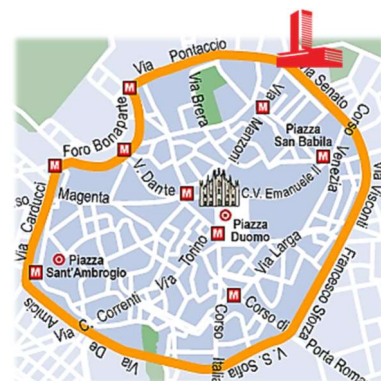 Via Pontaccio
Via Senato
Via Brera
Via Manzoni
Corso Venezia
Foro Bonaparte
Piazza
San Babila
Via Visconti
V. Dante
C.V. Emanuele II
Magenta
go
Via Carducci
Piazza
Duomo
Via Torino
Via Larga
Piazza
Sant'Ambrogio
Francesco Sforza
Via C. Correnti
Corso Italia
Corso di
Porta Roma
V. S. Sofia
Via De Amicis
M
M
M
M
M
M
M
M
M